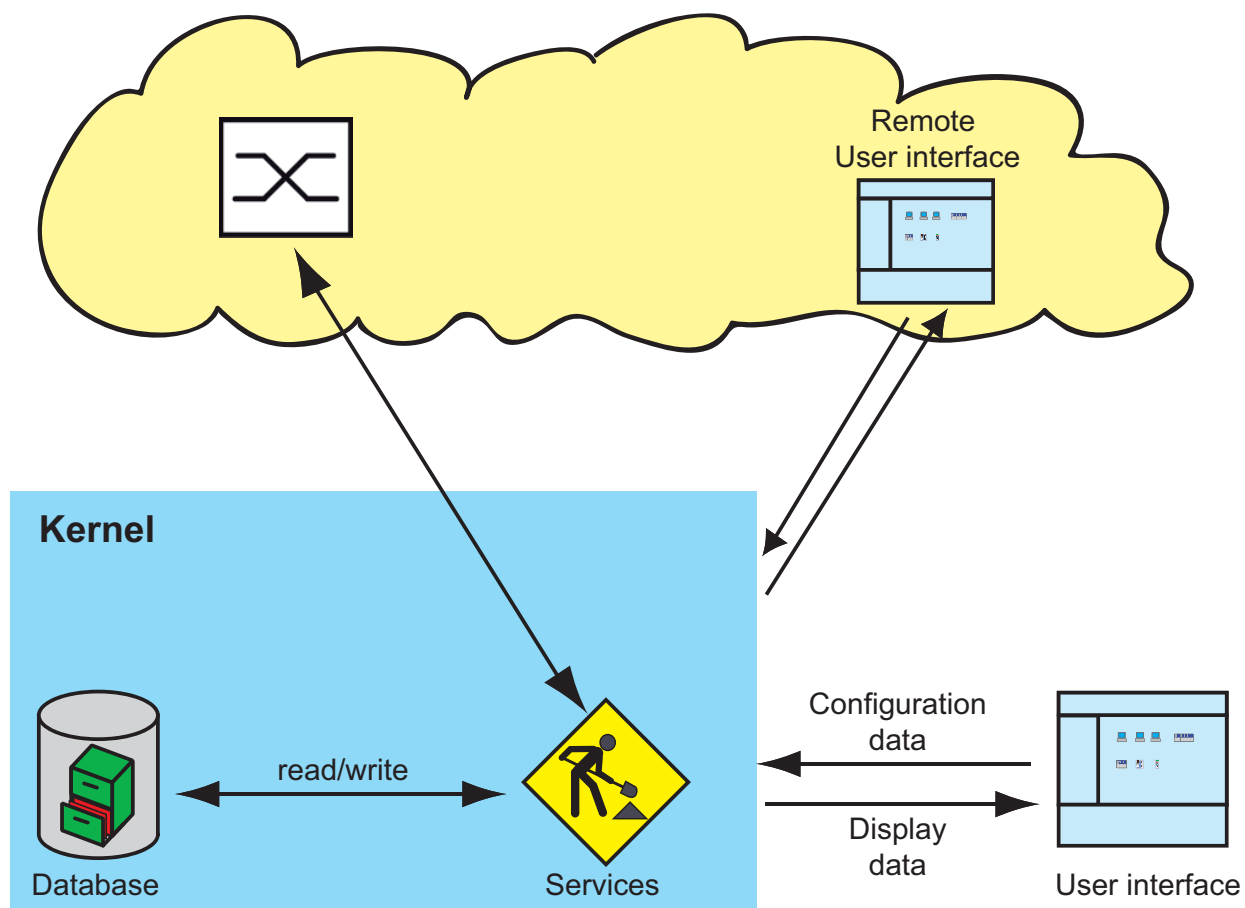 Remote
User interface
Kernel
Configuration
data
read/write
Display
data
Database
Services
User interface